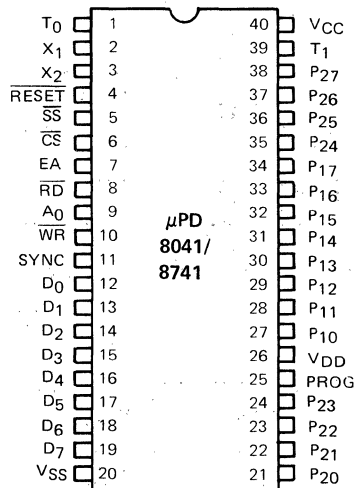 T0 1 40 VCC
X1 2 39 T1
X2 3 38 P27
RESET 4 37 P26
SS 5 36 P25
CS 6 35 P24
EA 7 34 P17
RD 8 33 P16
A0 9 32 P15
WR 10 31 P14
SYNC 11 30 P13
D0 12 29 P12
D1 13 28 P11
D2 14 27 P10
D3 15 26 VDD
D4 16 25 PROG
D5 17 24 P23
D6 18 23 P22
D7 19 22 P21
VSS 20 21 P20
μPD
8041/
8741